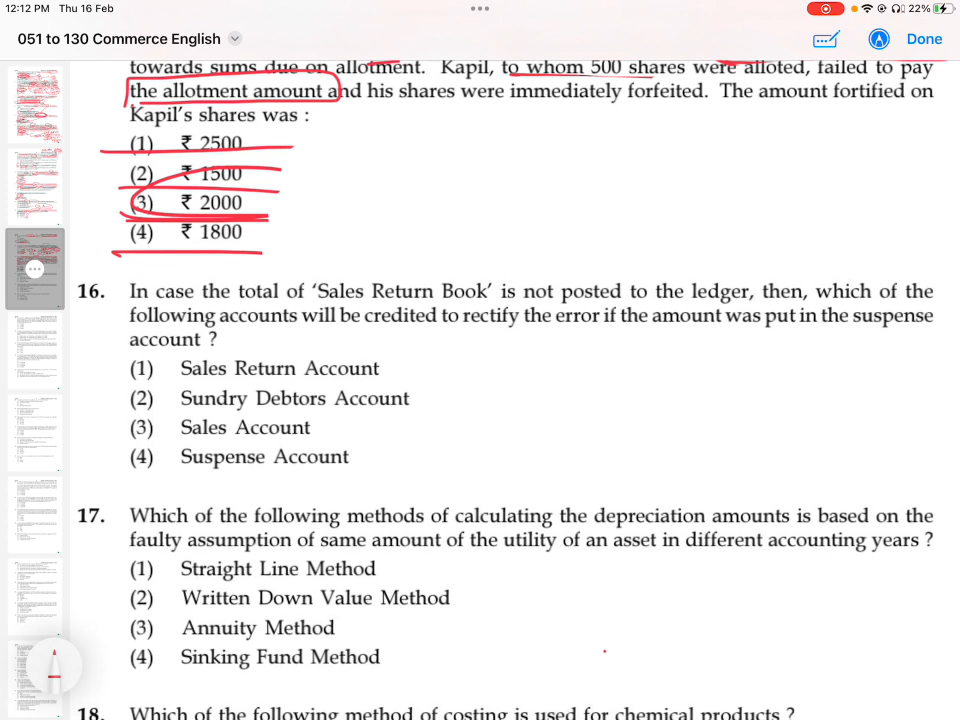 12:12 PM Thu 16 Feb
22%
051 to 130 Commerce English
Done
towards sums due on allotment. Kapil, to whom 500 shares were alloted, failed to pay
the allotment amount and his shares were immediately forfeited. The amount fortified on
Kapil's shares was :
(1) ₹ 2500
(2) ₹ 1500
(3) ₹ 2000
(4) ₹ 1800
16. In case the total of ‘Sales Return Book’ is not posted to the ledger, then, which of the
following accounts will be credited to rectify the error if the amount was put in the suspense
account ?
(1) Sales Return Account
(2) Sundry Debtors Account
(3) Sales Account
(4) Suspense Account
17. Which of the following methods of calculating the depreciation amounts is based on the
faulty assumption of same amount of the utility of an asset in different accounting years ?
(1) Straight Line Method
(2) Written Down Value Method
(3) Annuity Method
(4) Sinking Fund Method
18. Which of the following method of costing is used for chemical products ?